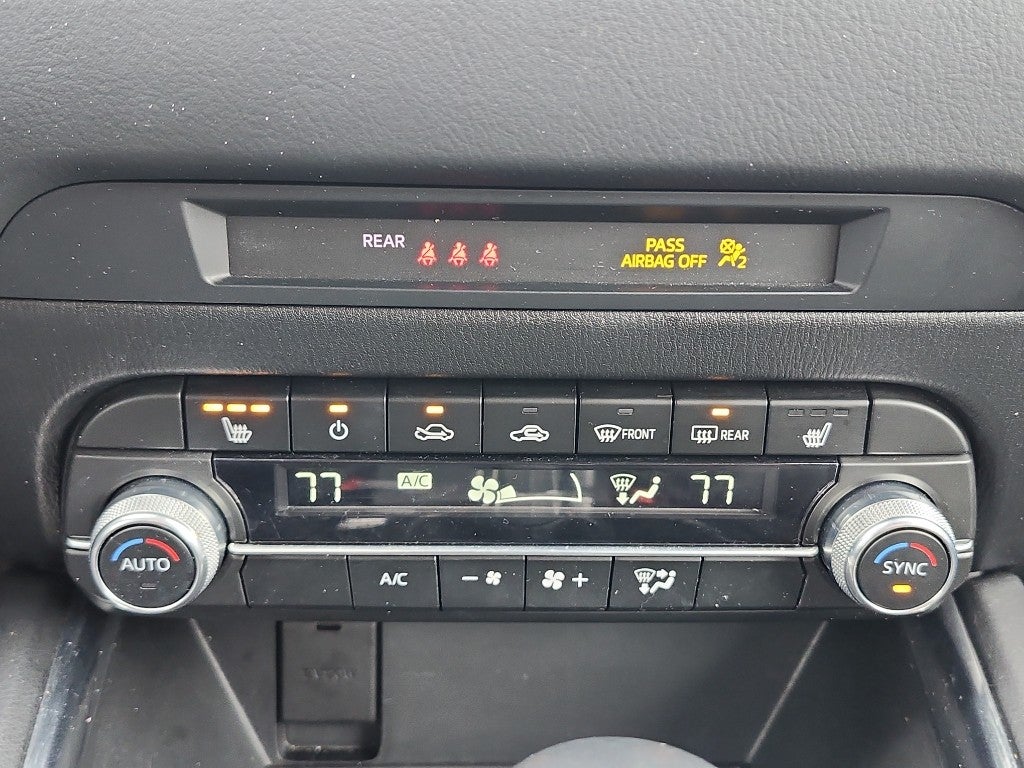 REAR
PASS
AIRBAG OFF 2
FRONT
REAR
77
A/C
77
AUTO
A/C
- +
SYNC